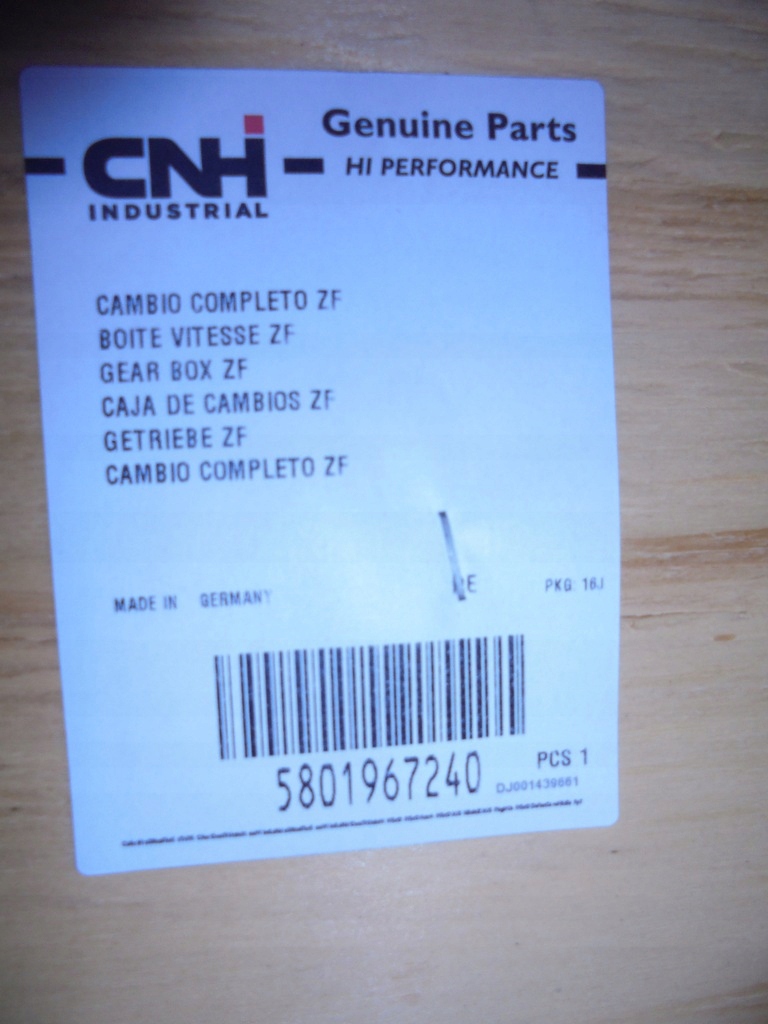 CNH
INDUSTRIAL
Genuine Parts
HI PERFORMANCE
CAMBIO COMPLETO ZF
BOITE VITESSE ZF
GEAR BOX ZF
CAJA DE CAMBIOS ZF
GETRIEBE ZF
CAMBIO COMPLETO ZF
MADE IN GERMANY
PKG: 16J
5801967240
PCS 1
DJ001439661